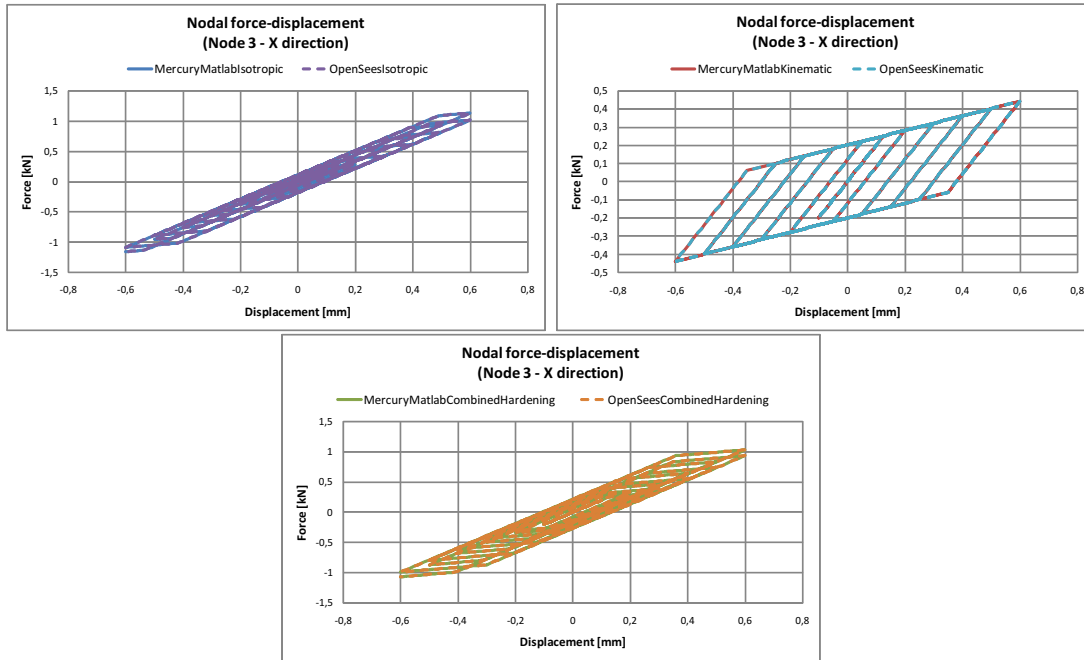 Nodal force-displacement
(Node 3 - X direction)
MercuryMatlabIsotropic OpenSeesIsotropic
1,5
1
0,5
0
-0,5
-1
-1,5
-0,8 -0,6 -0,4 -0,2 0 0,2 0,4 0,6 0,8
Force [kN]
Displacement [mm]
Nodal force-displacement
(Node 3 - X direction)
MercuryMatlabKinematic OpenSeesKinematic
0,5
0,4
0,3
0,2
0,1
0
-0,1
-0,2
-0,3
-0,4
-0,5
-0,8 -0,6 -0,4 -0,2 0 0,2 0,4 0,6 0,8
Force [kN]
Displacement [mm]
Nodal force-displacement
(Node 3 - X direction)
MercuryMatlabCombinedHardening OpenSeesCombinedHardening
1,5
1
0,5
0
-0,5
-1
-1,5
-0,8 -0,6 -0,4 -0,2 0 0,2 0,4 0,6 0,8
Force [kN]
Displacement [mm]